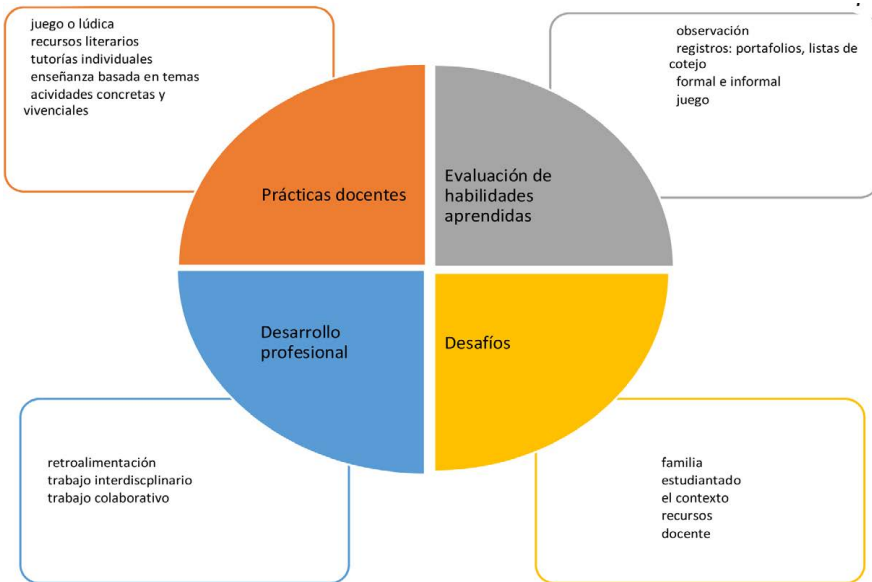 juego o lúdica
recursos literarios
tutorías individuales
enseñanza basada en temas
acividades concretas y
vivenciales
observación
registros: portafolios, listas de
cotejo
formal e informal
juego
Prácticas docentes
Evaluación de
habilidades
aprendidas
Desarrollo
profesional
Desafíos
retroalimentación
trabajo interdiscplinario
trabajo colaborativo
familia
estudiantado
el contexto
recursos
docente